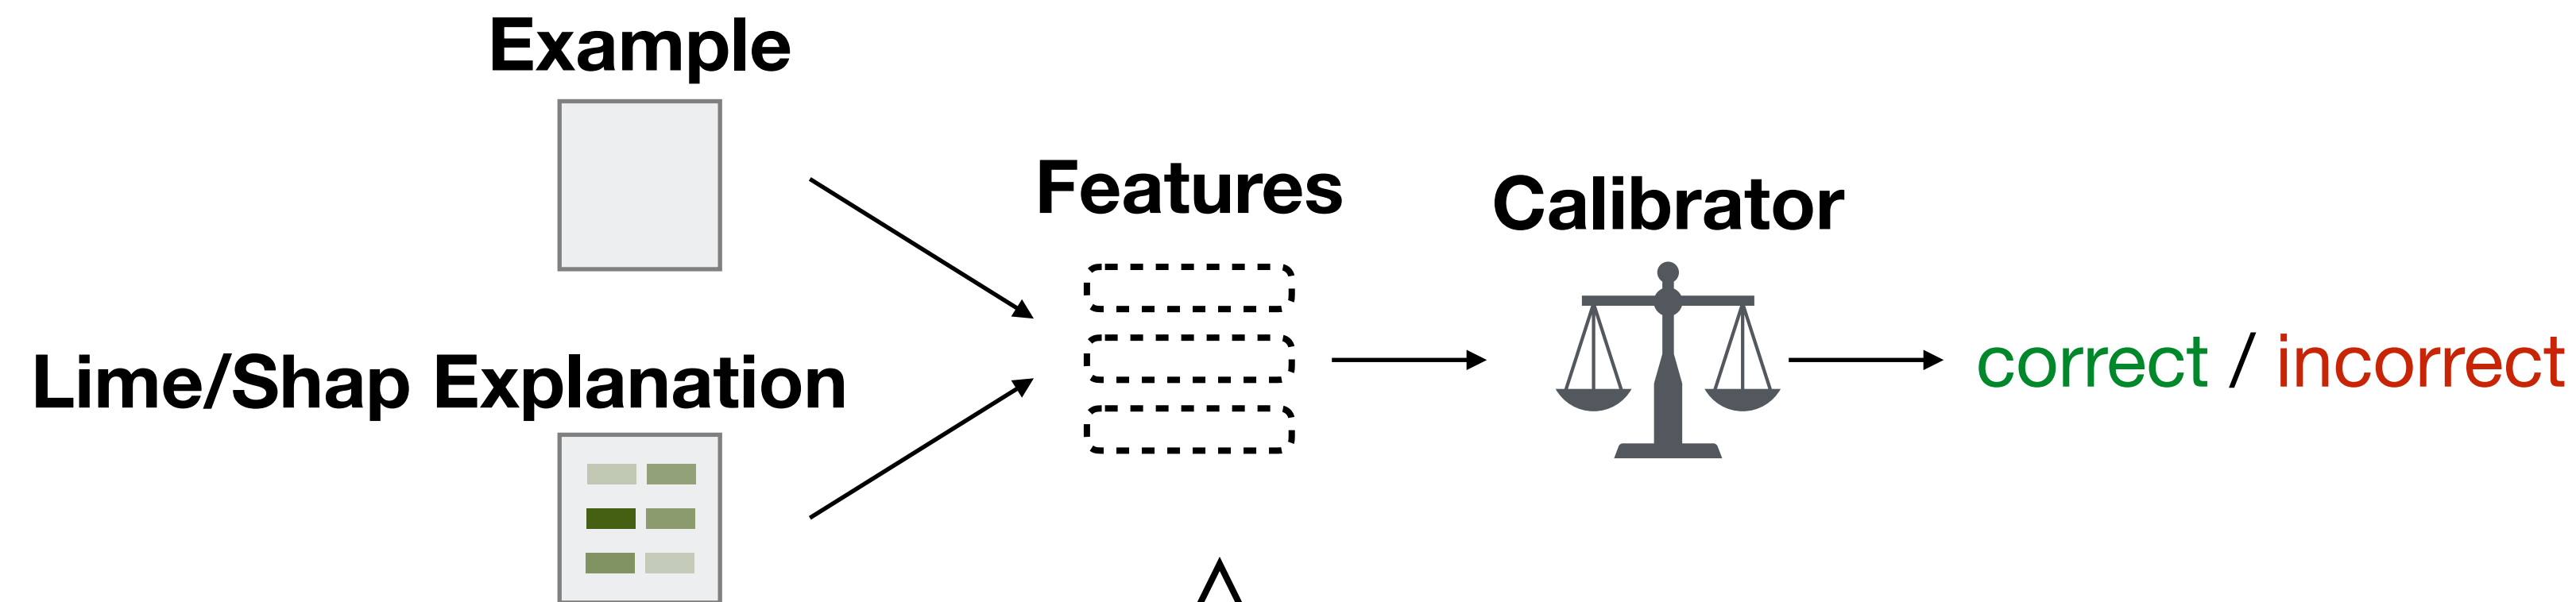 Example
Features
Calibrator
Lime/Shap Explanation
correct / incorrect